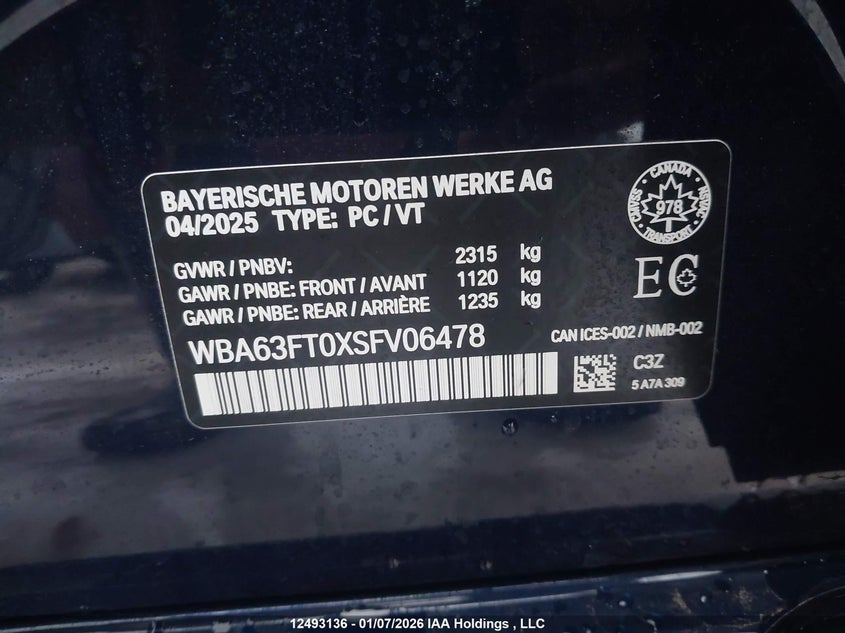 BAYERISCHE MOTOREN WERKE AG
04/2025 TYPE: PC / VT
GVWR / PNBV: 2315 kg
GAWR / PNBE: FRONT / AVANT 1120 kg
GAWR / PNBE: REAR / ARRIÈRE 1235 kg
WBA63FT0XSFV06478
CANADA
978
TRANSPORT
NSVAC
CNVASS
EC
CAN ICES-002 / NMB-002
C3Z
5 A7A 309
12493136 - 01/07/2026 IAA Holdings , LLC